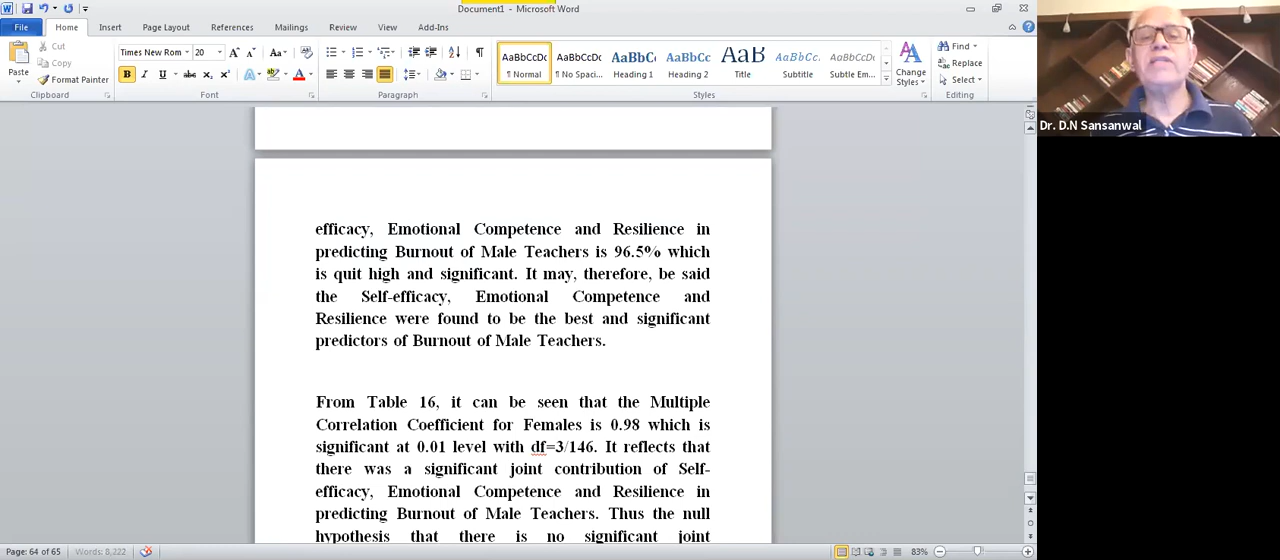 Document1 - Microsoft Word
File Home Insert Page Layout References Mailings Review View Add-Ins
Paste
Cut
Copy
Format Painter
Clipboard
Times New Rom 20
Font
Paragraph
AaBbCcDc AaBbCcDc AaBbCc AaBbCc AaB AaBbCcL AaBbCcDc
¶ Normal ¶ No Spaci... Heading 1 Heading 2 Title Subtitle Subtle Em...
Styles
Change Styles
Find
Replace
Select
Editing
Dr. D.N Sansanwal
efficacy, Emotional Competence and Resilience in
predicting Burnout of Male Teachers is 96.5% which
is quit high and significant. It may, therefore, be said
the Self-efficacy, Emotional Competence and
Resilience were found to be the best and significant
predictors of Burnout of Male Teachers.
From Table 16, it can be seen that the Multiple
Correlation Coefficient for Females is 0.98 which is
significant at 0.01 level with df=3/146. It reflects that
there was a significant joint contribution of Self-
efficacy, Emotional Competence and Resilience in
predicting Burnout of Male Teachers. Thus the null
hypothesis that there is no significant joint
Page: 64 of 65 Words: 8,222 83%